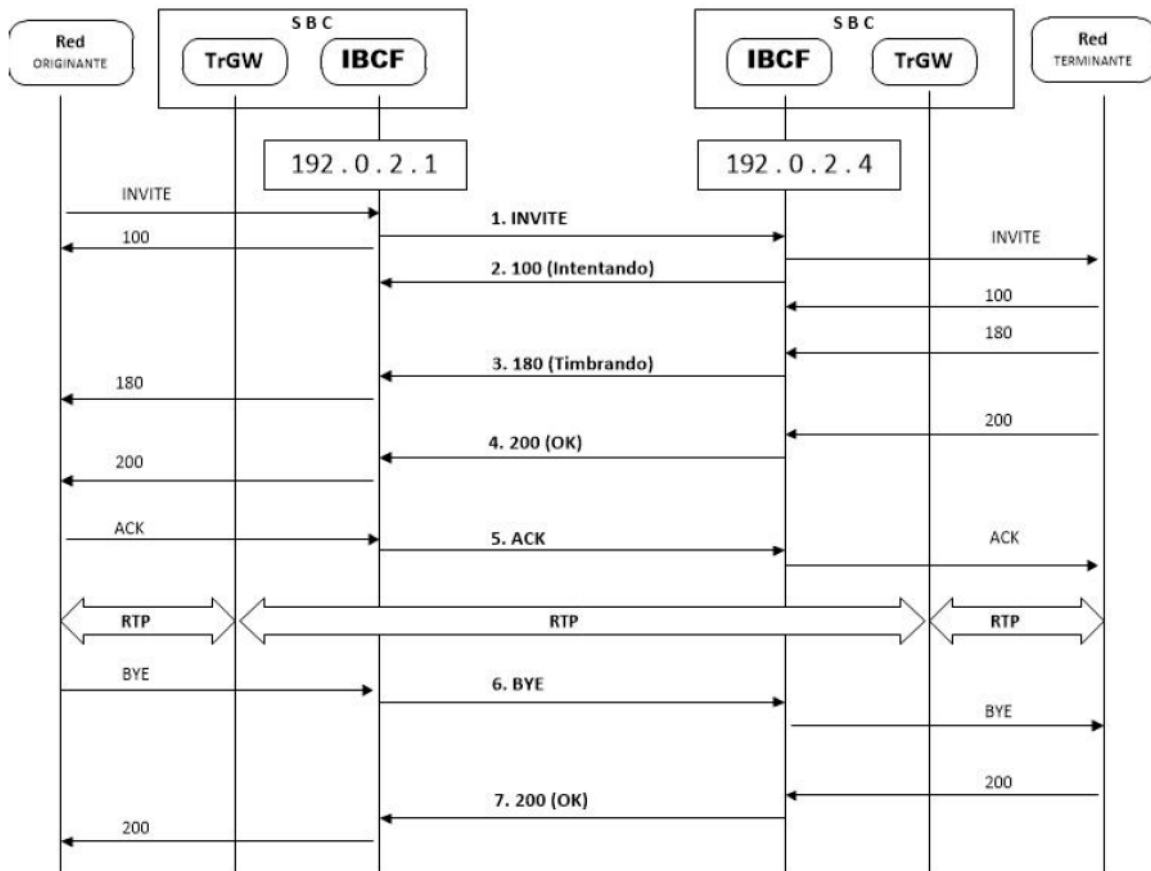 S B C
S B C
Red
ORIGINANTE
TrGW
IBCF
IBCF
TrGW
Red
TERMINANTE
192 . 0 . 2 . 1
192 . 0 . 2 . 4
INVITE
1. INVITE
100
INVITE
2. 100 (Intentando)
100
180
3. 180 (Timbrando)
180
200
4. 200 (OK)
200
ACK
5. ACK
ACK
RTP
RTP
RTP
BYE
6. BYE
BYE
200
7. 200 (OK)
200